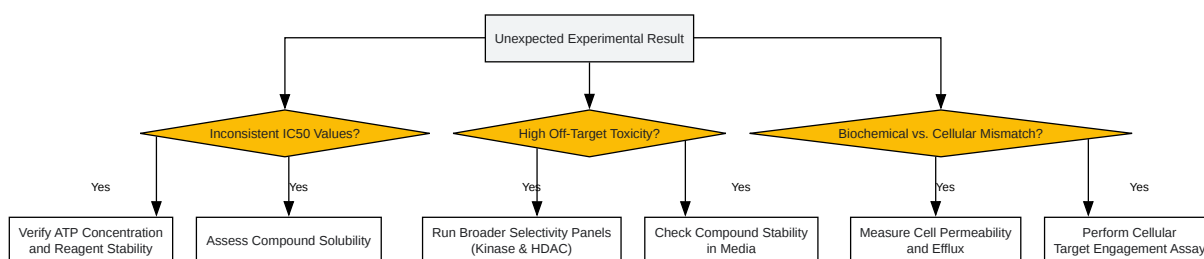 Unexpected Experimental Result
Inconsistent IC50 Values?
High Off-Target Toxicity?
Biochemical vs. Cellular Mismatch?
Yes
Yes
Yes
Yes
Yes
Yes
Verify ATP Concentration
and Reagent Stability
Assess Compound Solubility
Run Broader Selectivity Panels
(Kinase & HDAC)
Check Compound Stability
in Media
Measure Cell Permeability
and Efflux
Perform Cellular
Target Engagement Assay